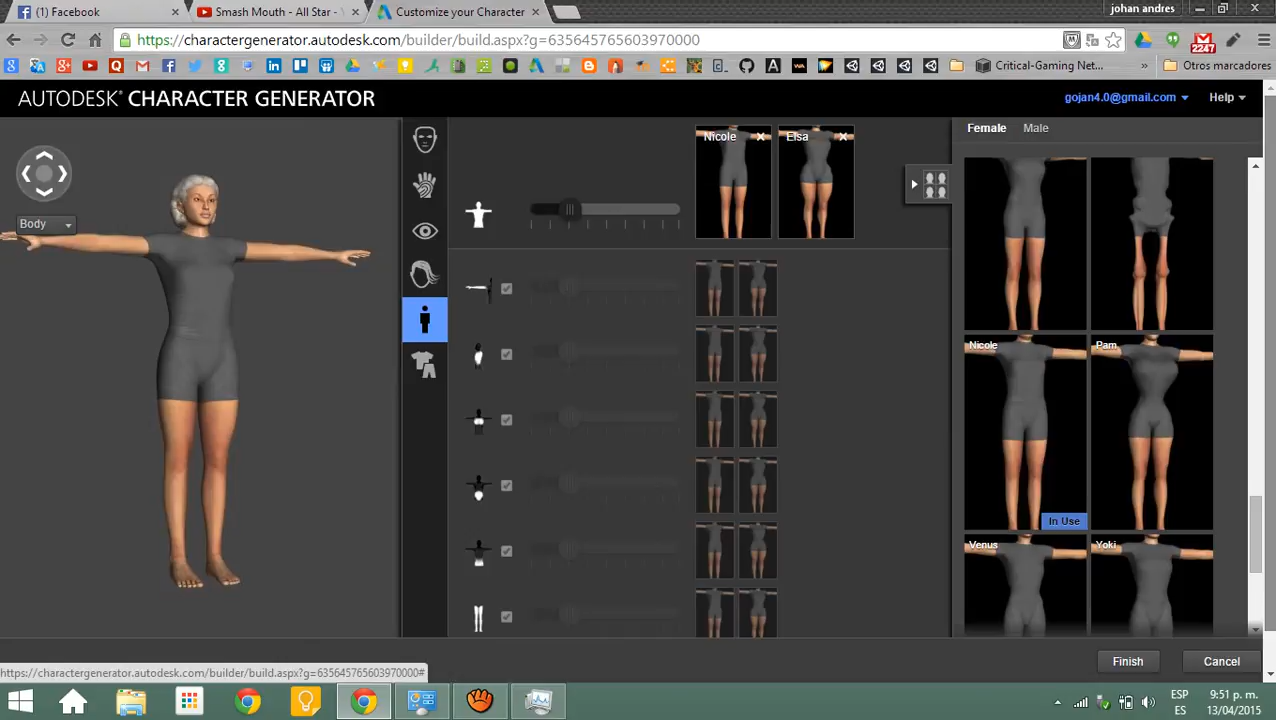 Facebook
Smash Mouth - All Star -
Customize your Character
johan andres
https://charactergenerator.autodesk.com/builder/build.aspx?g=635645765603970000
2247
Critical-Gaming Net...
»
Otros marcadores
AUTODESK® CHARACTER GENERATOR
gojan4.0@gmail.com
Help
Female
Male
Nicole
Elsa
Body
Nicole
Pam
In Use
Venus
Yoki
Finish
Cancel
https://charactergenerator.autodesk.com/builder/build.aspx?g=635645765603970000#
ESP
ES
9:51 p. m.
13/04/2015